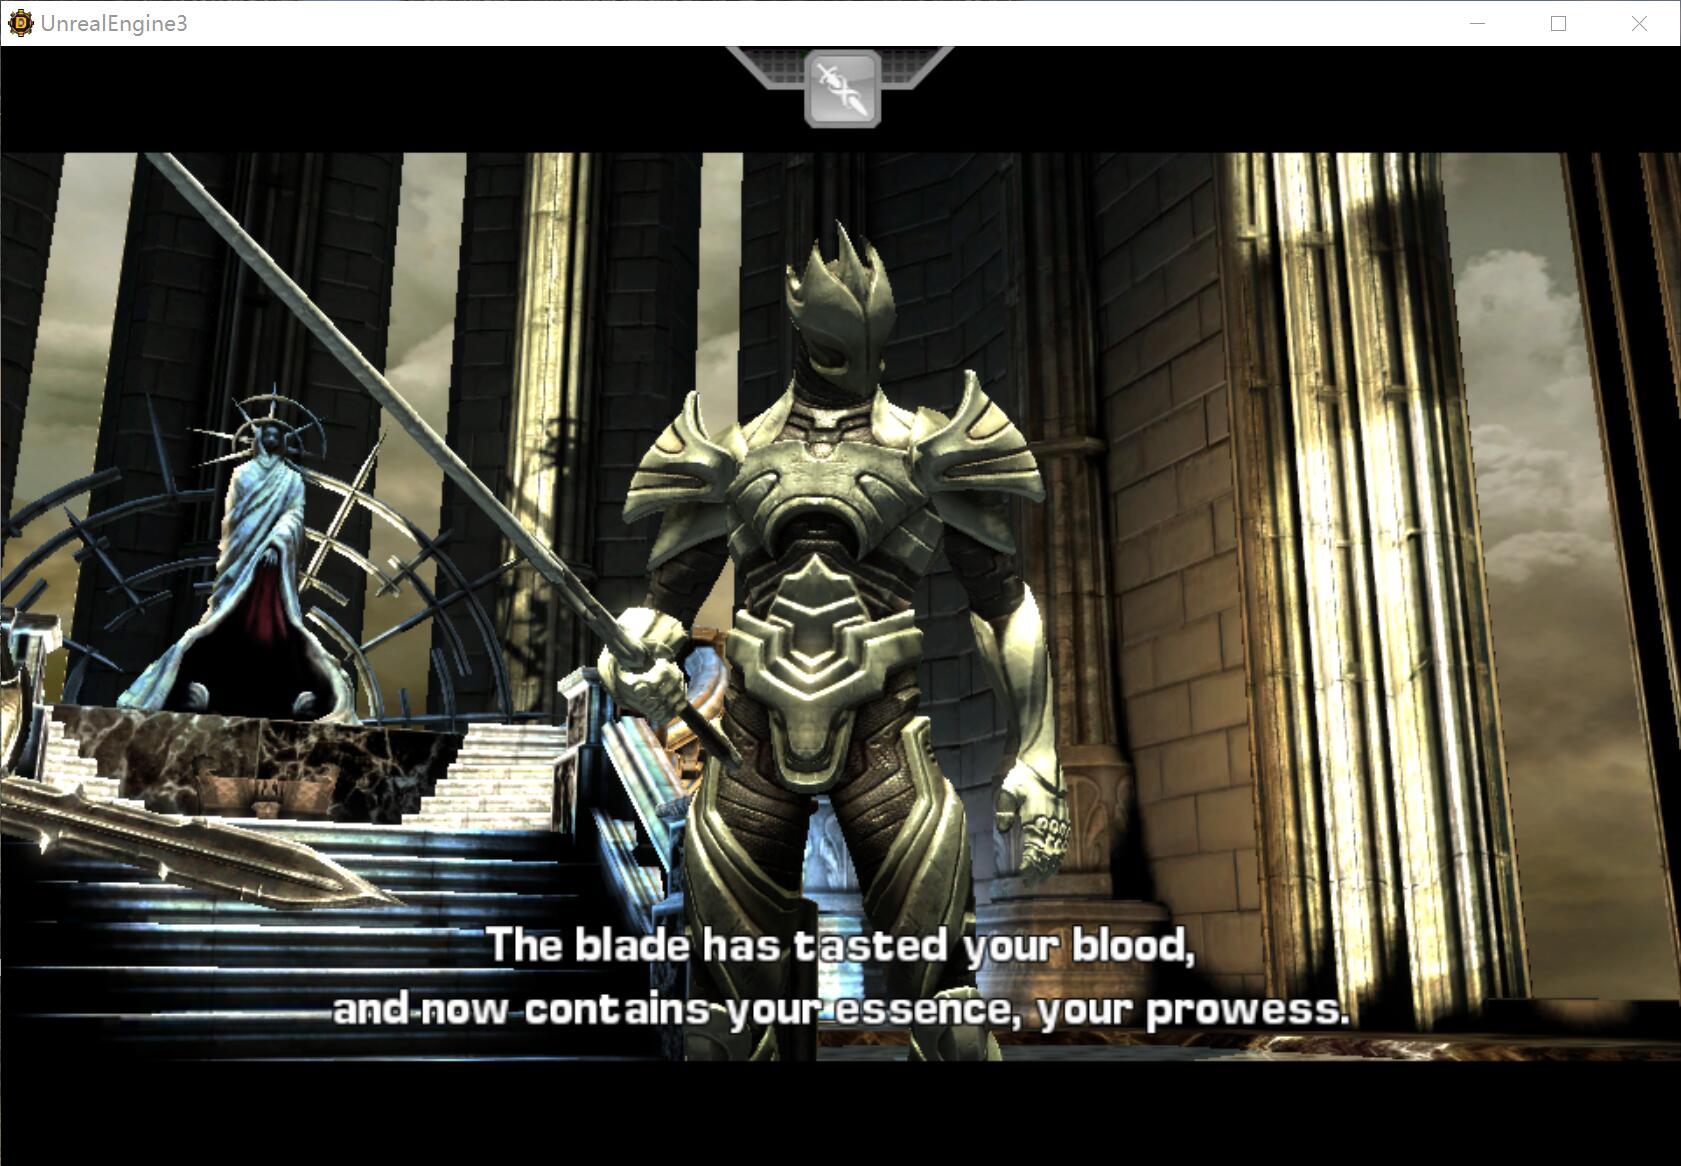 UnrealEngine3
The blade has tasted your blood,
and now contains your essence, your prowess.